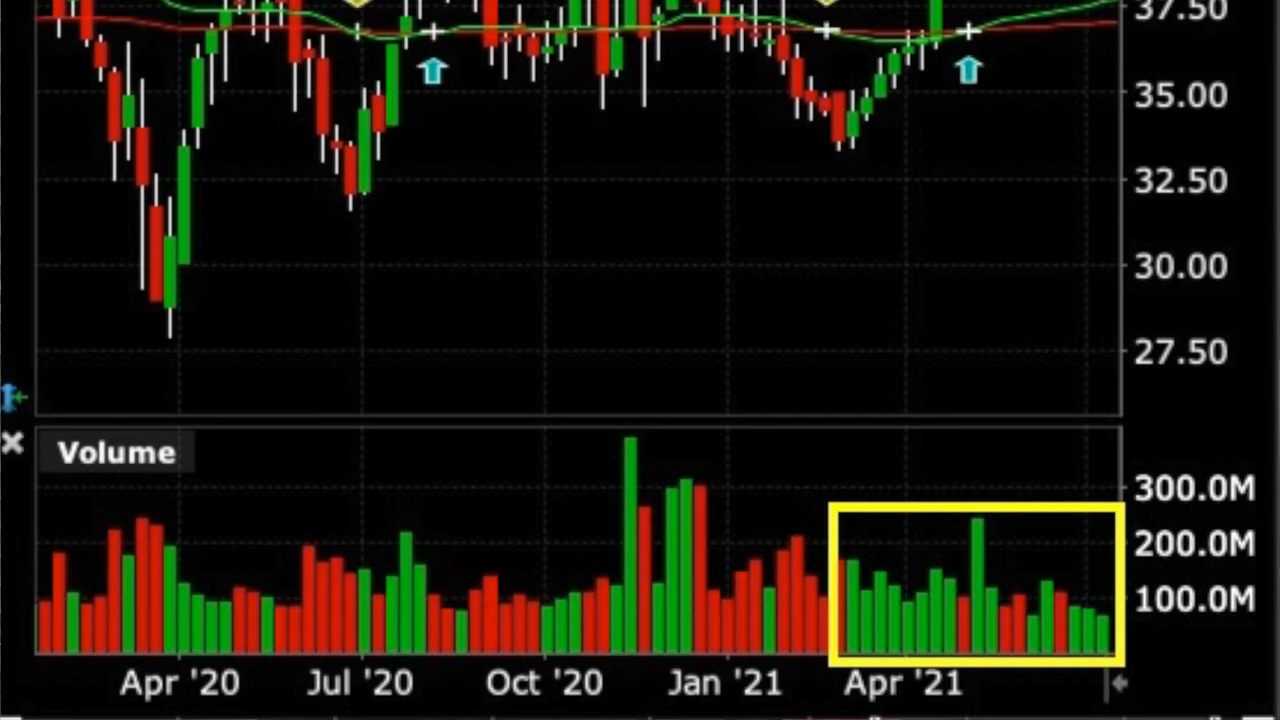 37.50
35.00
32.50
30.00
27.50
Volume
300.0M
200.0M
100.0M
Apr '20 Jul '20 Oct '20 Jan '21 Apr '21